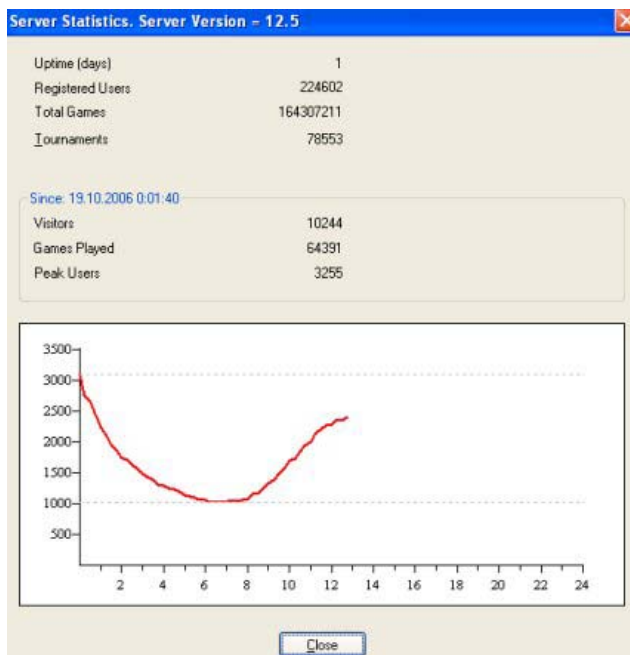 Server Statistics. Server Version - 12.5
Uptime (days) 1
Registered Users 224602
Total Games 164307211
Tournaments 78553
Since: 19.10.2006 0:01:40
Visitors 10244
Games Played 64391
Peak Users 3255
3500
3000
2500
2000
1500
1000
500
2 4 6 8 10 12 14 16 18 20 22 24
Close